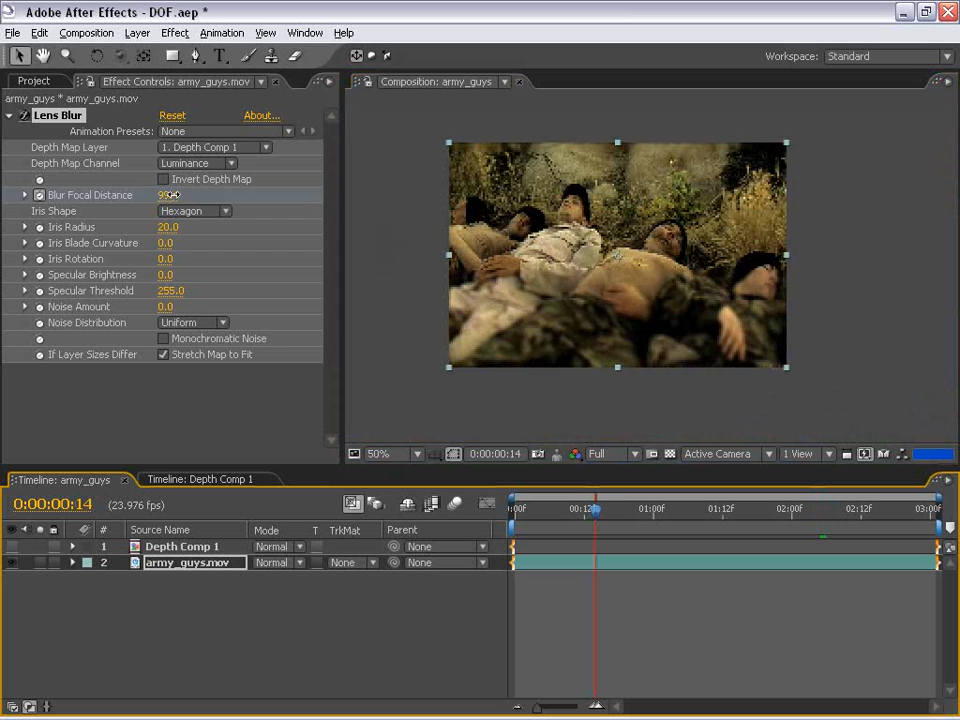 Adobe After Effects - DOF.aep *
File Edit Composition Layer Effect Animation View Window Help
T Workspace: Standard
Project Effect Controls: army_guys.mov Composition: army_guys
army_guys * army_guys.mov
Lens Blur Reset About...
Animation Presets: None
Depth Map Layer 1. Depth Comp 1
Depth Map Channel Luminance
Invert Depth Map
Blur Focal Distance
Iris Shape Hexagon
Iris Radius 20.0
Iris Blade Curvature 0.0
Iris Rotation 0.0
Specular Brightness 0.0
Specular Threshold 255.0
Noise Amount 0.0
Noise Distribution Uniform
Monochromatic Noise
If Layer Sizes Differ Stretch Map to Fit
50% 0:00:00:14 Full Active Camera 1 View
Timeline: army_guys Timeline: Depth Comp 1
0:00:00:14 (23.976 fps)
:00F 01:00F 01:12F 02:00F 02:12F 03:00F
# Source Name Mode T TrkMat Parent
1 Depth Comp 1 Normal None
2 army_guys.mov Normal None None